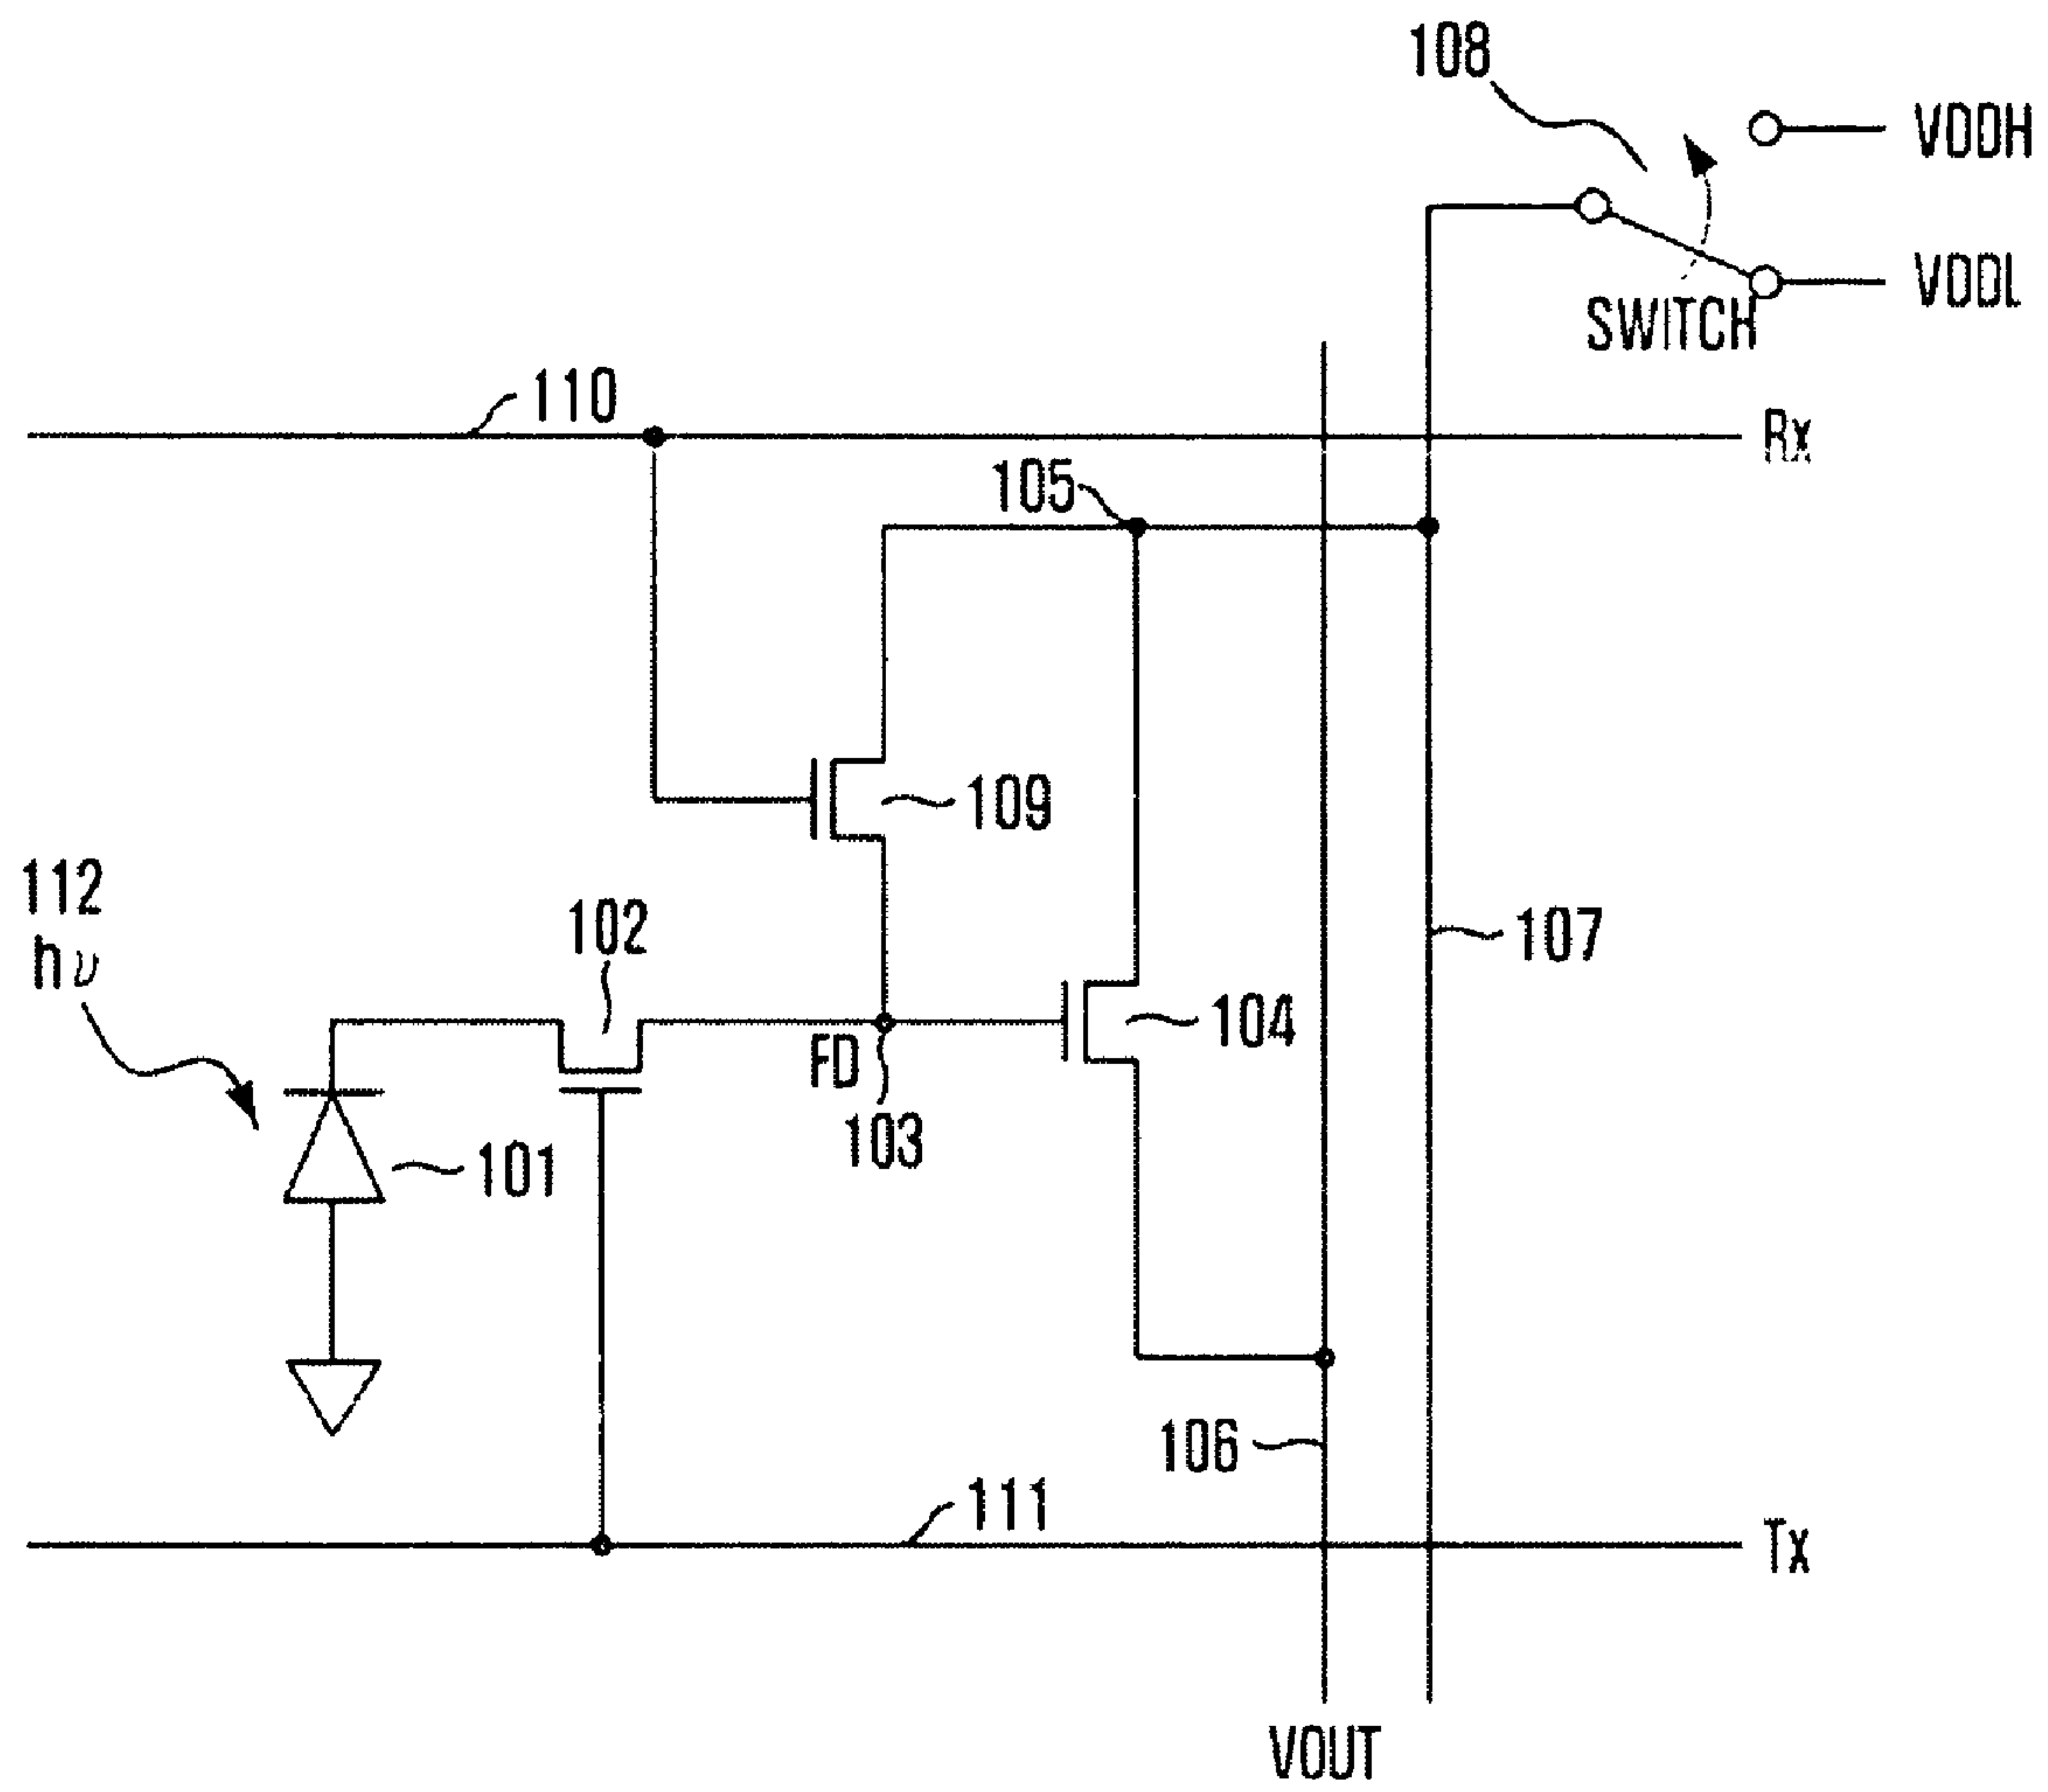 108
VDDH
VDDL
SWITCH
110
Rx
105
109
112
hν
102
107
104
FD
103
101
106
111
Tx
VOUT